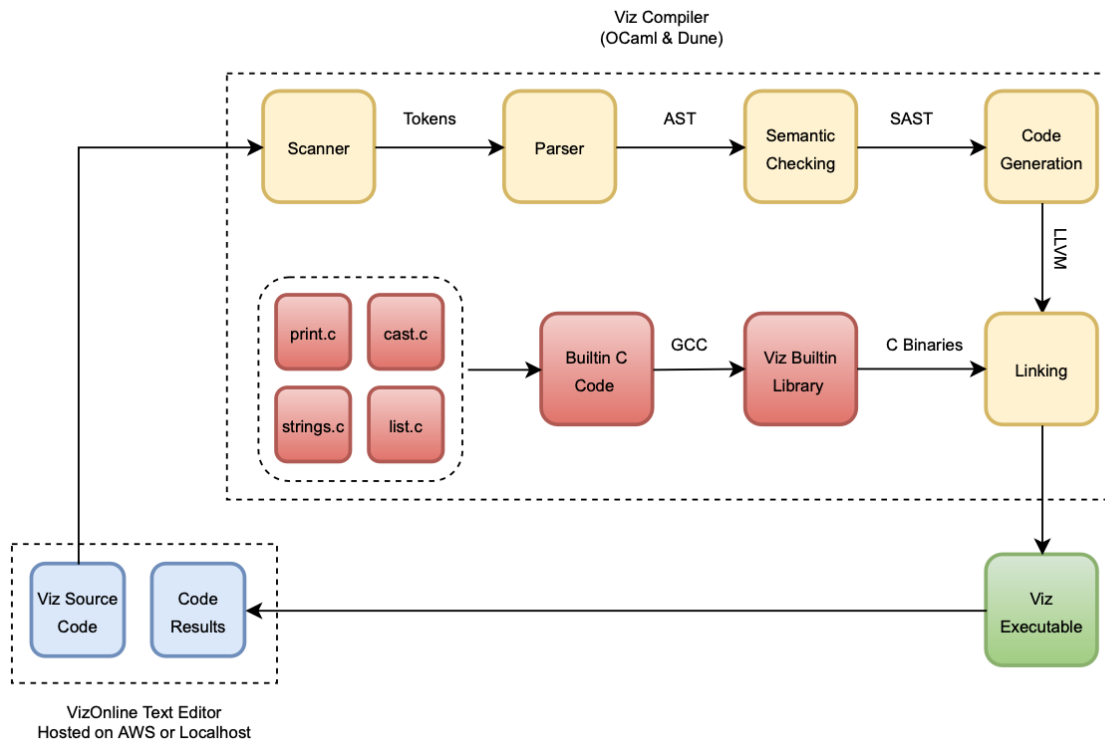 Viz Compiler
(OCaml & Dune)
Scanner
Tokens
Parser
AST
Semantic
Checking
SAST
Code
Generation
LLVM
print.c
cast.c
strings.c
list.c
Builtin C
Code
GCC
Viz Builtin
Library
C Binaries
Linking
Viz Source
Code
Code
Results
Viz
Executable
VizOnline Text Editor
Hosted on AWS or Localhost